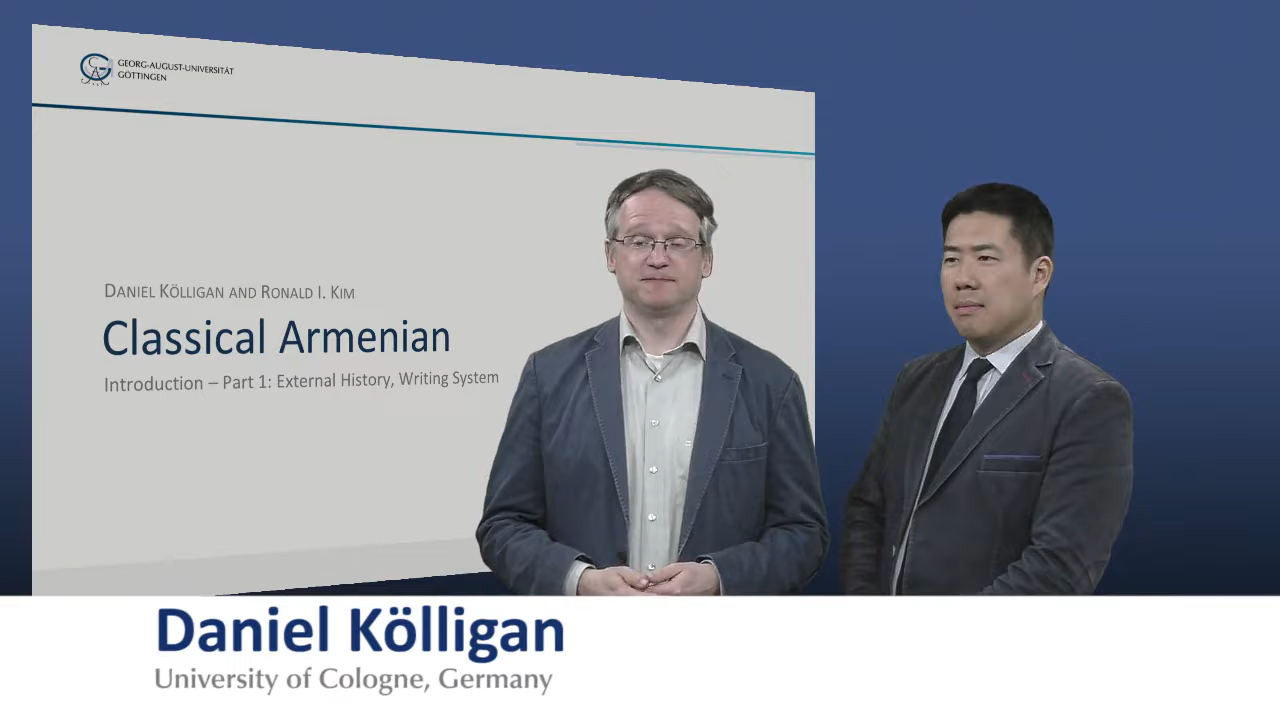 GEORG-AUGUST-UNIVERSITÄT
GÖTTINGEN
DANIEL KÖLLIGAN AND RONALD I. KIM
Classical Armenian
Introduction – Part 1: External History, Writing System
Daniel Kölligan
University of Cologne, Germany